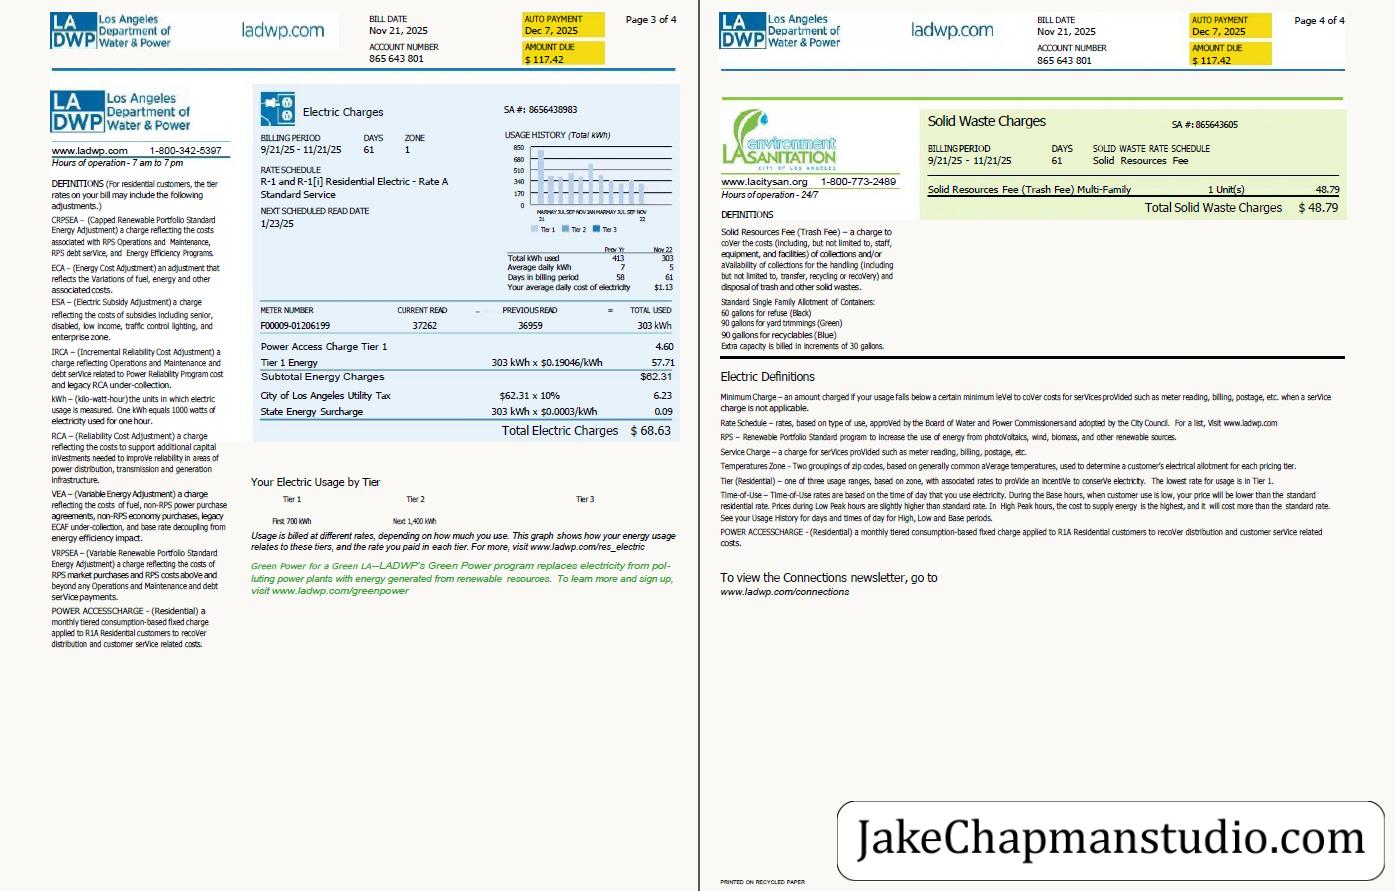 LA DWP
Los Angeles
Department of
Water & Power
ladwp.com
BILL DATE
Nov 21, 2025
ACCOUNT NUMBER
865 643 801
AUTO PAYMENT
Dec 7, 2025
AMOUNT DUE
$ 117.42
Page 3 of 4
LA DWP
Los Angeles
Department of
Water & Power
www.ladwp.com 1-800-342-5397
Hours of operation - 7 am to 7 pm
DEFINITIONS (For residential customers, the tier
rates on your bill may include the following
adjustments.)
CRPSEA – (Capped Renewable Portfolio Standard
Energy Adjustment) a charge reflecting the costs
associated with RPS Operations and Maintenance,
RPS debt serVice, and Energy Efficiency Programs.
ECA – (Energy Cost Adjustment) an adjustment that
reflects the Variations of fuel, energy and other
associated costs.
ESA – (Electric Subsidy Adjustment) a charge
reflecting the costs of subsidies including senior,
disabled, low income, traffic control lighting, and
enterprise zone.
IRCA – (Incremental Reliability Cost Adjustment) a
charge reflecting Operations and Maintenance and
debt serVice related to Power Reliability Program cost
and legacy RCA under-collection.
kWh – (kilo-watt-hour) the units in which electric
usage is measured. One kWh equals 1000 watts of
electricity used for one hour.
RCA – (Reliability Cost Adjustment) a charge
reflecting the costs to support additional capital
inVestments needed to improVe reliability in areas of
power distribution, transmission and generation
infrastructure.
VEA – (Variable Energy Adjustment) a charge
reflecting the costs of fuel, non-RPS power purchase
agreements, non-RPS economy purchases, legacy
ECAF under-collection, and base rate decoupling from
energy efficiency impact.
VRPSEA – (Variable Renewable Portfolio Standard
Energy Adjustment) a charge reflecting the costs of
RPS market purchases and RPS costs aboVe and
beyond any Operations and Maintenance and debt
serVice payments.
POWER ACCESSCHARGE - (Residential) a
monthly tiered consumption-based fixed charge
applied to R1A Residential customers to recoVer
distribution and customer serVice related costs.
Electric Charges
SA #: 8656438983
BILLING PERIOD DAYS ZONE
9/21/25 - 11/21/25 61 1
RATE SCHEDULE
R-1 and R-1[i] Residential Electric - Rate A
Standard Service
NEXT SCHEDULED READ DATE
1/23/25
USAGE HISTORY (Total kWh)
850
680
510
340
170
0
MAR MAY JUL SEP NOV JAN MAR MAY JUL SEP NOV
21 22
Tier 1 Tier 2 Tier 3
Prev Yr Nov 22
Total kWh used 413 303
Average daily kWh 7 5
Days in billing period 58 61
Your average daily cost of electricity $1.13
METER NUMBER CURRENT READ – PREVIOUS READ = TOTAL USED
F00009-01206199 37262 36959 303 kWh
Power Access Charge Tier 1 4.60
Tier 1 Energy 303 kWh x $0.19046/kWh 57.71
Subtotal Energy Charges $62.31
City of Los Angeles Utility Tax $62.31 x 10% 6.23
State Energy Surcharge 303 kWh x $0.0003/kWh 0.09
Total Electric Charges $ 68.63
Your Electric Usage by Tier
Tier 1 Tier 2 Tier 3
First 700 kWh Next 1,400 kWh
Usage is billed at different rates, depending on how much you use. This graph shows how your energy usage
relates to these tiers, and the rate you paid in each tier. For more, visit www.ladwp.com/res_electric
Green Power for a Green LA--LADWP's Green Power program replaces electricity from pol-
luting power plants with energy generated from renewable resources. To learn more and sign up,
visit www.ladwp.com/greenpower
LA DWP
Los Angeles
Department of
Water & Power
ladwp.com
BILL DATE
Nov 21, 2025
ACCOUNT NUMBER
865 643 801
AUTO PAYMENT
Dec 7, 2025
AMOUNT DUE
$ 117.42
Page 4 of 4
environment
LA SANITATION
CITY OF LOS ANGELES
www.lacitysan.org 1-800-773-2489
Hours of operation - 24/7
DEFINITIONS
Solid Resources Fee (Trash Fee) – a charge to
coVer the costs (including, but not limited to, staff,
equipment, and facilities) of collections and/or
aVailability of collections for the handling (including
but not limited to, transfer, recycling or recoVery) and
disposal of trash and other solid wastes.
Standard Single Family Allotment of Containers:
60 gallons for refuse (Black)
90 gallons for yard trimmings (Green)
90 gallons for recyclables (Blue)
Extra capacity is billed in increments of 30 gallons.
Solid Waste Charges
SA #: 865643605
BILLING PERIOD DAYS SOLID WASTE RATE SCHEDULE
9/21/25 - 11/21/25 61 Solid Resources Fee
Solid Resources Fee (Trash Fee) Multi-Family 1 Unit(s) 48.79
Total Solid Waste Charges $ 48.79
Electric Definitions
Minimum Charge – an amount charged if your usage falls below a certain minimum leVel to coVer costs for serVices proVided such as meter reading, billing, postage, etc. when a serVice
charge is not applicable.
Rate Schedule – rates, based on type of use, approVed by the Board of Water and Power Commissioners and adopted by the City Council. For a list, Visit www.ladwp.com
RPS – Renewable Portfolio Standard program to increase the use of energy from photoVoltaics, wind, biomass, and other renewable sources.
Service Charge – a charge for serVices proVided such as meter reading, billing, postage, etc.
Temperatures Zone – Two groupings of zip codes, based on generally common aVerage temperatures, used to determine a customer's electrical allotment for each pricing tier.
Tier (Residential) – one of three usage ranges, based on zone, with associated rates to proVide an incentiVe to conserVe electricity. The lowest rate for usage is in Tier 1.
Time-of-Use – Time-of-Use rates are based on the time of day that you use electricity. During the Base hours, when customer use is low, your price will be lower than the standard
residential rate. Prices during Low Peak hours are slightly higher than standard rate. In High Peak hours, the cost to supply energy is the highest, and it will cost more than the standard rate.
See your Usage History for days and times of day for High, Low and Base periods.
POWER ACCESSCHARGE - (Residential) a monthly tiered consumption-based fixed charge applied to R1A Residential customers to recoVer distribution and customer serVice related
costs.
To view the Connections newsletter, go to
www.ladwp.com/connections
JakeChapmanstudio.com
PRINTED ON RECYCLED PAPER